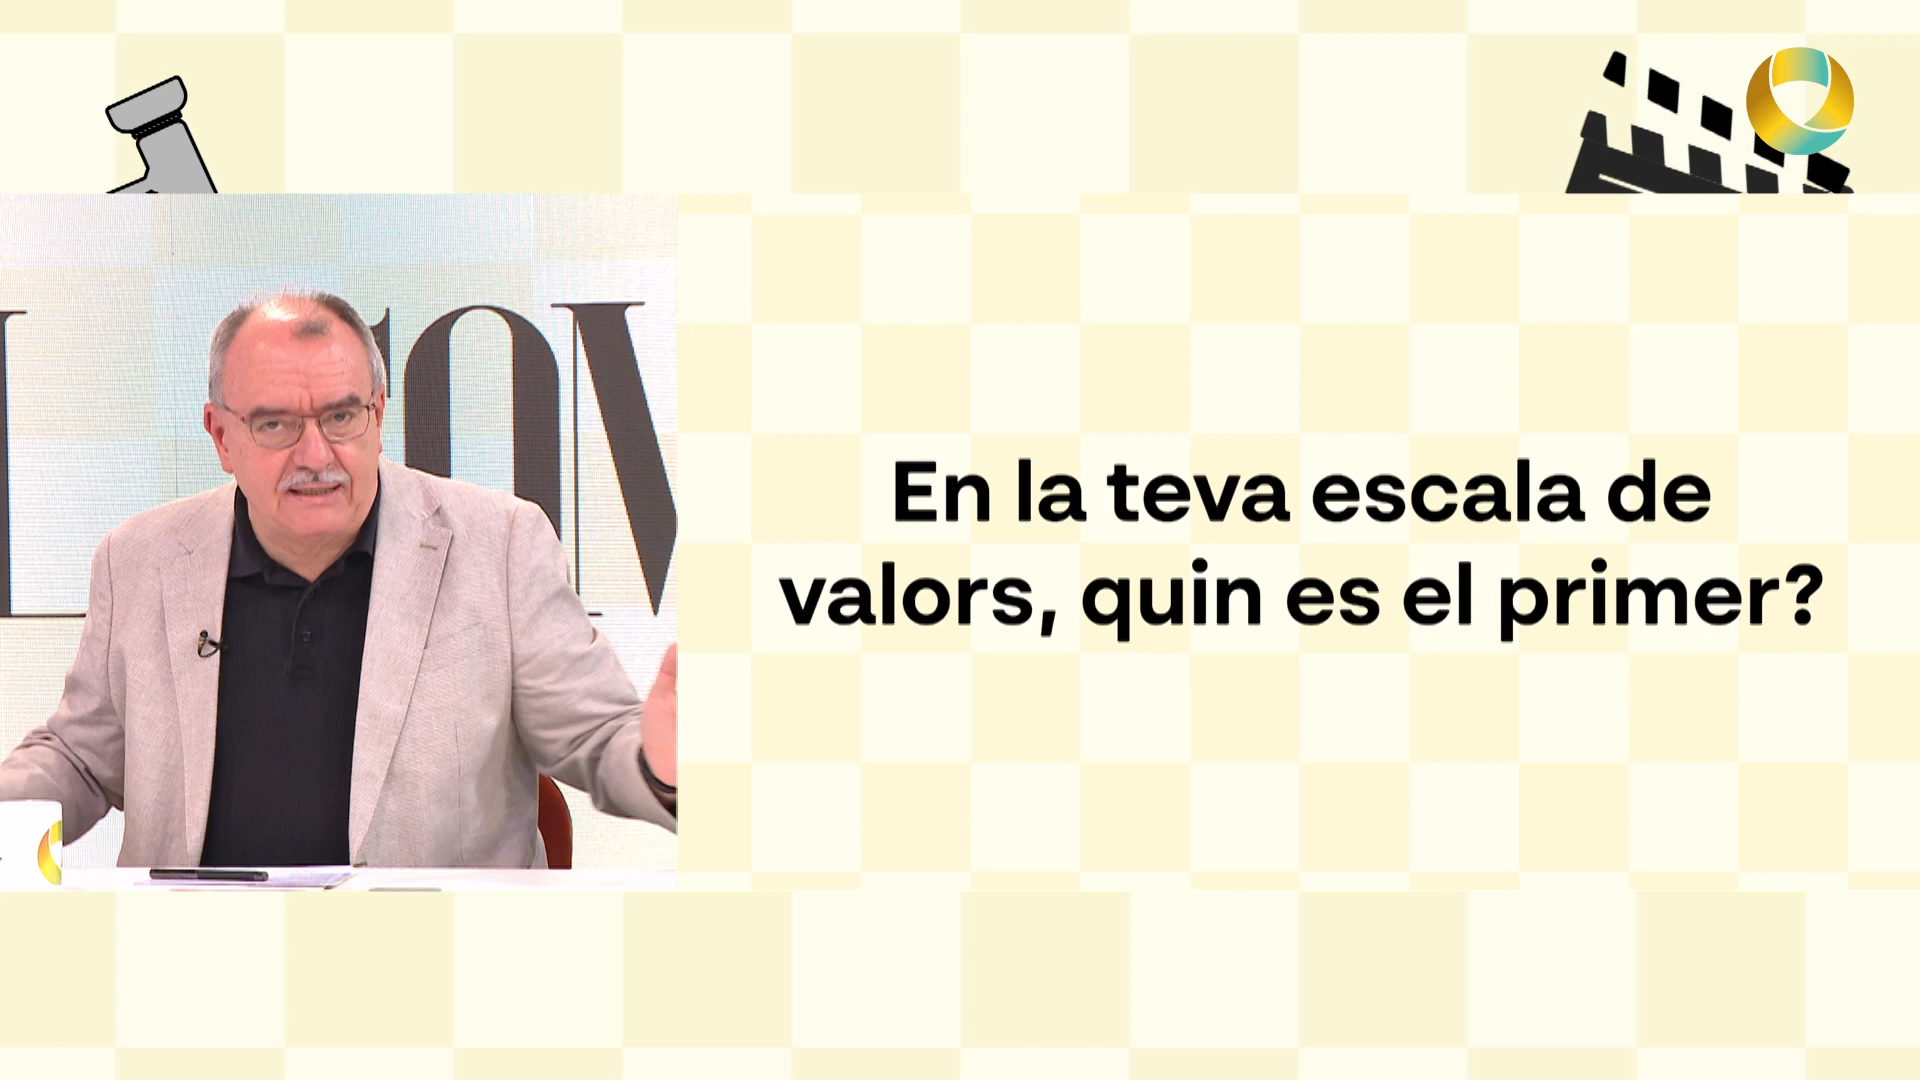 En la teva escala de
valors, quin es el primer?